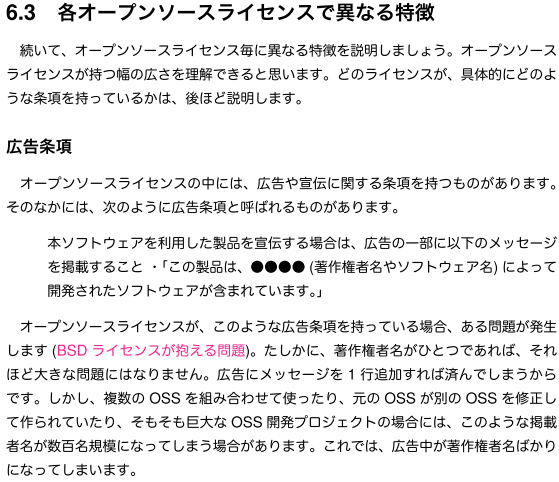 6.3 各オープンソースライセンスで異なる特徴
続いて、オープンソースライセンス毎に異なる特徴を説明しましょう。オープンソース
ライセンスが持つ幅の広さを理解できると思います。どのライセンスが、具体的にどのよ
うな条項を持っているかは、後ほど説明します。
広告条項
オープンソースライセンスの中には、広告や宣伝に関する条項を持つものがあります。
そのなかには、次のように広告条項と呼ばれるものがあります。
本ソフトウェアを利用した製品を宣伝する場合は、広告の一部に以下のメッセージ
を掲載すること ・「この製品は、●●●● (著作権者名やソフトウェア名) によって
開発されたソフトウェアが含まれています。」
オープンソースライセンスが、このような広告条項を持っている場合、ある問題が発生
します (BSD ライセンスが抱える問題)。たしかに、著作権者名がひとつであれば、それ
ほど大きな問題にはなりません。広告にメッセージを 1 行追加すれば済んでしまうから
です。しかし、複数の OSS を組み合わせて使ったり、元の OSS が別の OSS を修正し
て作られていたり、そもそも巨大な OSS 開発プロジェクトの場合には、このような掲載
者名が数百名規模になってしまう場合があります。これでは、広告中が著作権者名ばかり
になってしまいます。